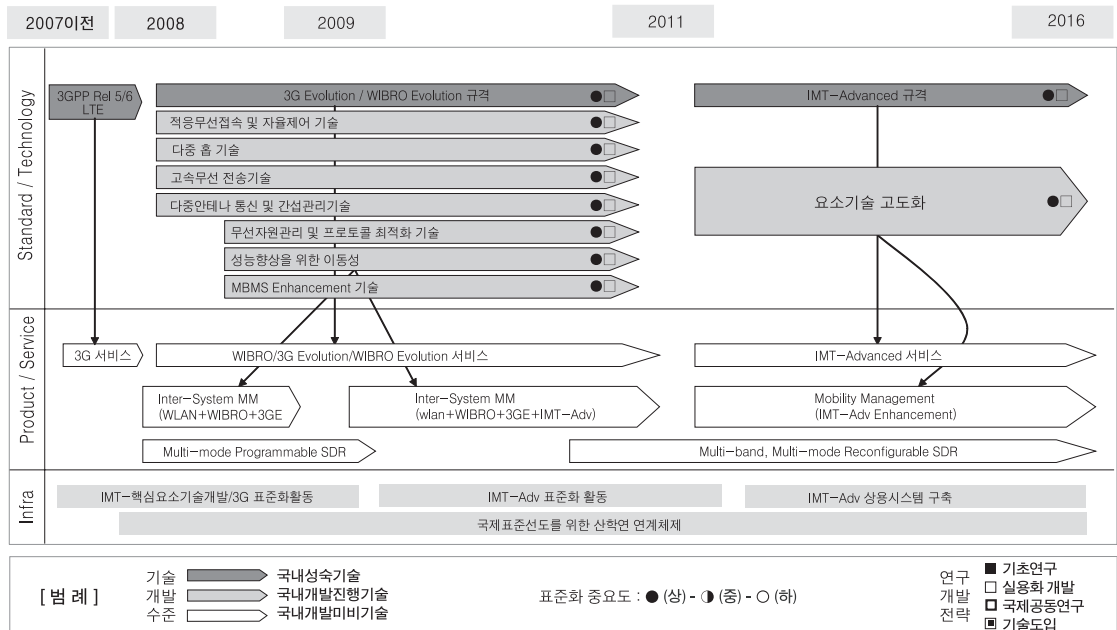 2007이전
2008
2009
2011
2016
Standard / Technology
3GPP Rel 5/6
LTE
3G Evolution / WIBRO Evolution 규격
●□
IMT-Advanced 규격
●□
적응무선접속 및 자율제어 기술
●□
다중 홉 기술
●□
고속무선 전송기술
●□
다중안테나 통신 및 간섭관리기술
●□
요소기술 고도화
●□
무선자원관리 및 프로토콜 최적화 기술
●□
성능향상을 위한 이동성
●□
MBMS Enhancement 기술
●□
Product / Service
3G 서비스
WIBRO/3G Evolution/WIBRO Evolution 서비스
IMT-Advanced 서비스
Inter-System MM
(WLAN+WIBRO+3GE
Inter-System MM
(wlan+WIBRO+3GE+IMT-Adv)
Mobility Management
(IMT-Adv Enhancement)
Multi-mode Programmable SDR
Multi-band, Multi-mode Reconfigurable SDR
Infra
IMT-핵심요소기술개발/3G 표준화활동
IMT-Adv 표준화 활동
IMT-Adv 상용시스템 구축
국제표준선도를 위한 산학연 연계체제
[ 범 례 ]
기술
개발
수준
국내성숙기술
국내개발진행기술
국내개발미비기술
표준화 중요도 : ● (상) - ◑ (중) - ○ (하)
연구
개발
전략
■ 기초연구
□ 실용화 개발
□ 국제공동연구
▣ 기술도입